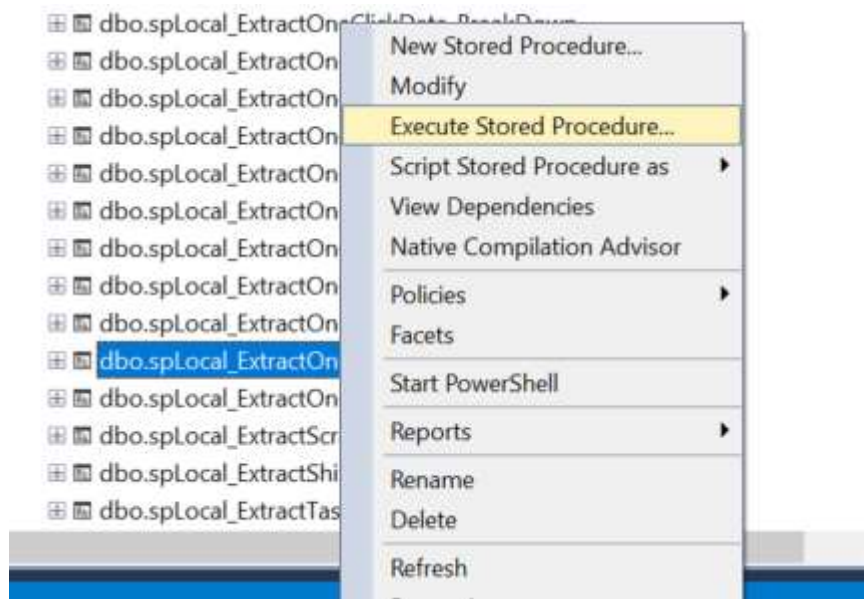 dbo.spLocal_ExtractOneClickData_BreakDown
dbo.spLocal_ExtractOn
dbo.spLocal_ExtractOn
dbo.spLocal_ExtractOn
dbo.spLocal_ExtractOn
dbo.spLocal_ExtractOn
dbo.spLocal_ExtractOn
dbo.spLocal_ExtractOn
dbo.spLocal_ExtractOn
dbo.spLocal_ExtractOn
dbo.spLocal_ExtractOn
dbo.spLocal_ExtractScr
dbo.spLocal_ExtractShi
dbo.spLocal_ExtractTas
New Stored Procedure...
Modify
Execute Stored Procedure...
Script Stored Procedure as
View Dependencies
Native Compilation Advisor
Policies
Facets
Start PowerShell
Reports
Rename
Delete
Refresh